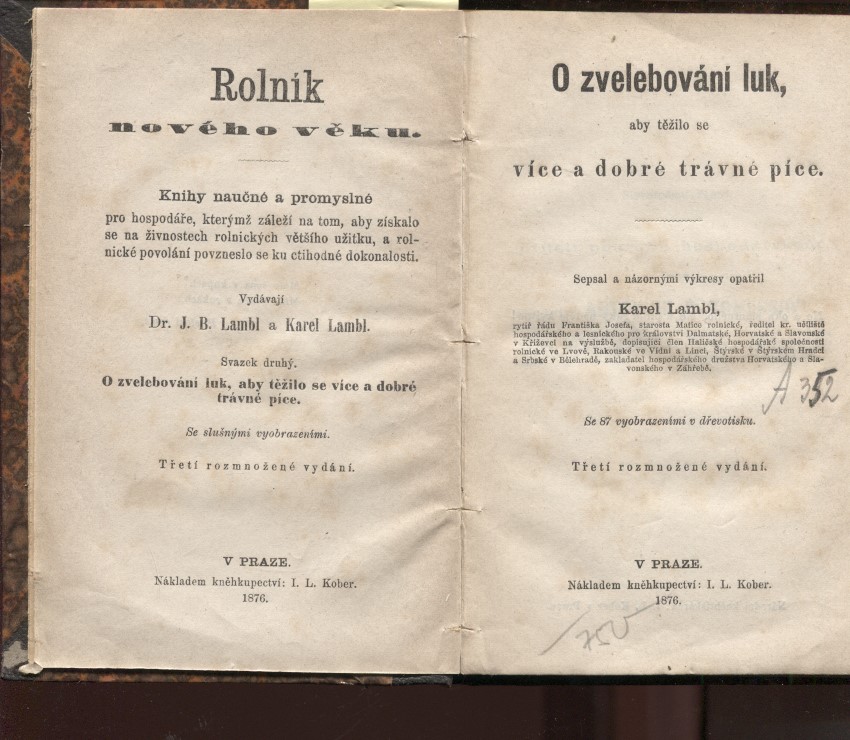 Rolník
nového věku.
Knihy naučné a promyslné
pro hospodáře, kterýmž záleží na tom, aby získalo
se na živnostech rolnických většího užitku, a rol-
nické povolání povzneslo se ku ctihodné dokonalosti.
Vydávají
Dr. J. B. Lambl a Karel Lambl.
Svazek druhý.
O zvelebování luk, aby těžilo se více a dobré
trávné píce.
Se slušnými vyobrazeními.
Třetí rozmnožené vydání.
V PRAZE.
Nákladem kněhkupectví: I. L. Kober.
1876.
O zvelebování luk,
aby těžilo se
více a dobré trávné píce.
Sepsal a názornými výkresy opatřil
Karel Lambl,
rytíř řádu Františka Josefa, starosta Matice rolnické, ředitel kr. učiliště
hospodářského a lesnického pro království Dalmatské, Horvatské a Slavonské
v Křiževci na výslužbě, dopisující člen Haličské hospodářské společnosti
rolnické ve Lvově, Rakouské ve Vídni a Linci, Štýrské v Štýrském Hradci
a Srbské v Bělehradě, zakladatel hospodářského družstva Horvatského a Sla-
vonského v Záhřebě.
A 352
Se 87 vyobrazeními v dřevotisku.
Třetí rozmnožené vydání.
V PRAZE.
Nákladem kněhkupectví: I. L. Kober.
1876.